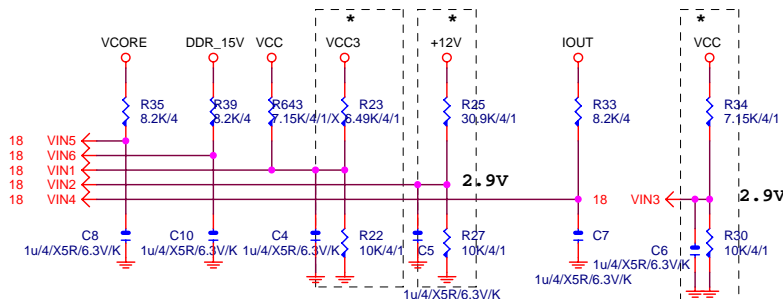 * * *
VCORE DDR_15V VCC VCC3 +12V IOUT VCC
R35 R39 R643 R23 R25 R33 R34
8.2K/4 8.2K/4 7.15K/4/1/X 6.49K/4/1 30.9K/4/1 8.2K/4 7.15K/4/1
18 VIN5
18 VIN6
18 VIN1
18 VIN2 2.9V
18 VIN4 18 VIN3 2.9V
C8 C10 C4 R22 C5 R27 C7 C6 R30
1u/4/X5R/6.3V/K 1u/4/X5R/6.3V/K 1u/4/X5R/6.3V/K 10K/4/1 10K/4/1 1u/4/X5R/6.3V/K 10K/4/1
1u/4/X5R/6.3V/K 1u/4/X5R/6.3V/K